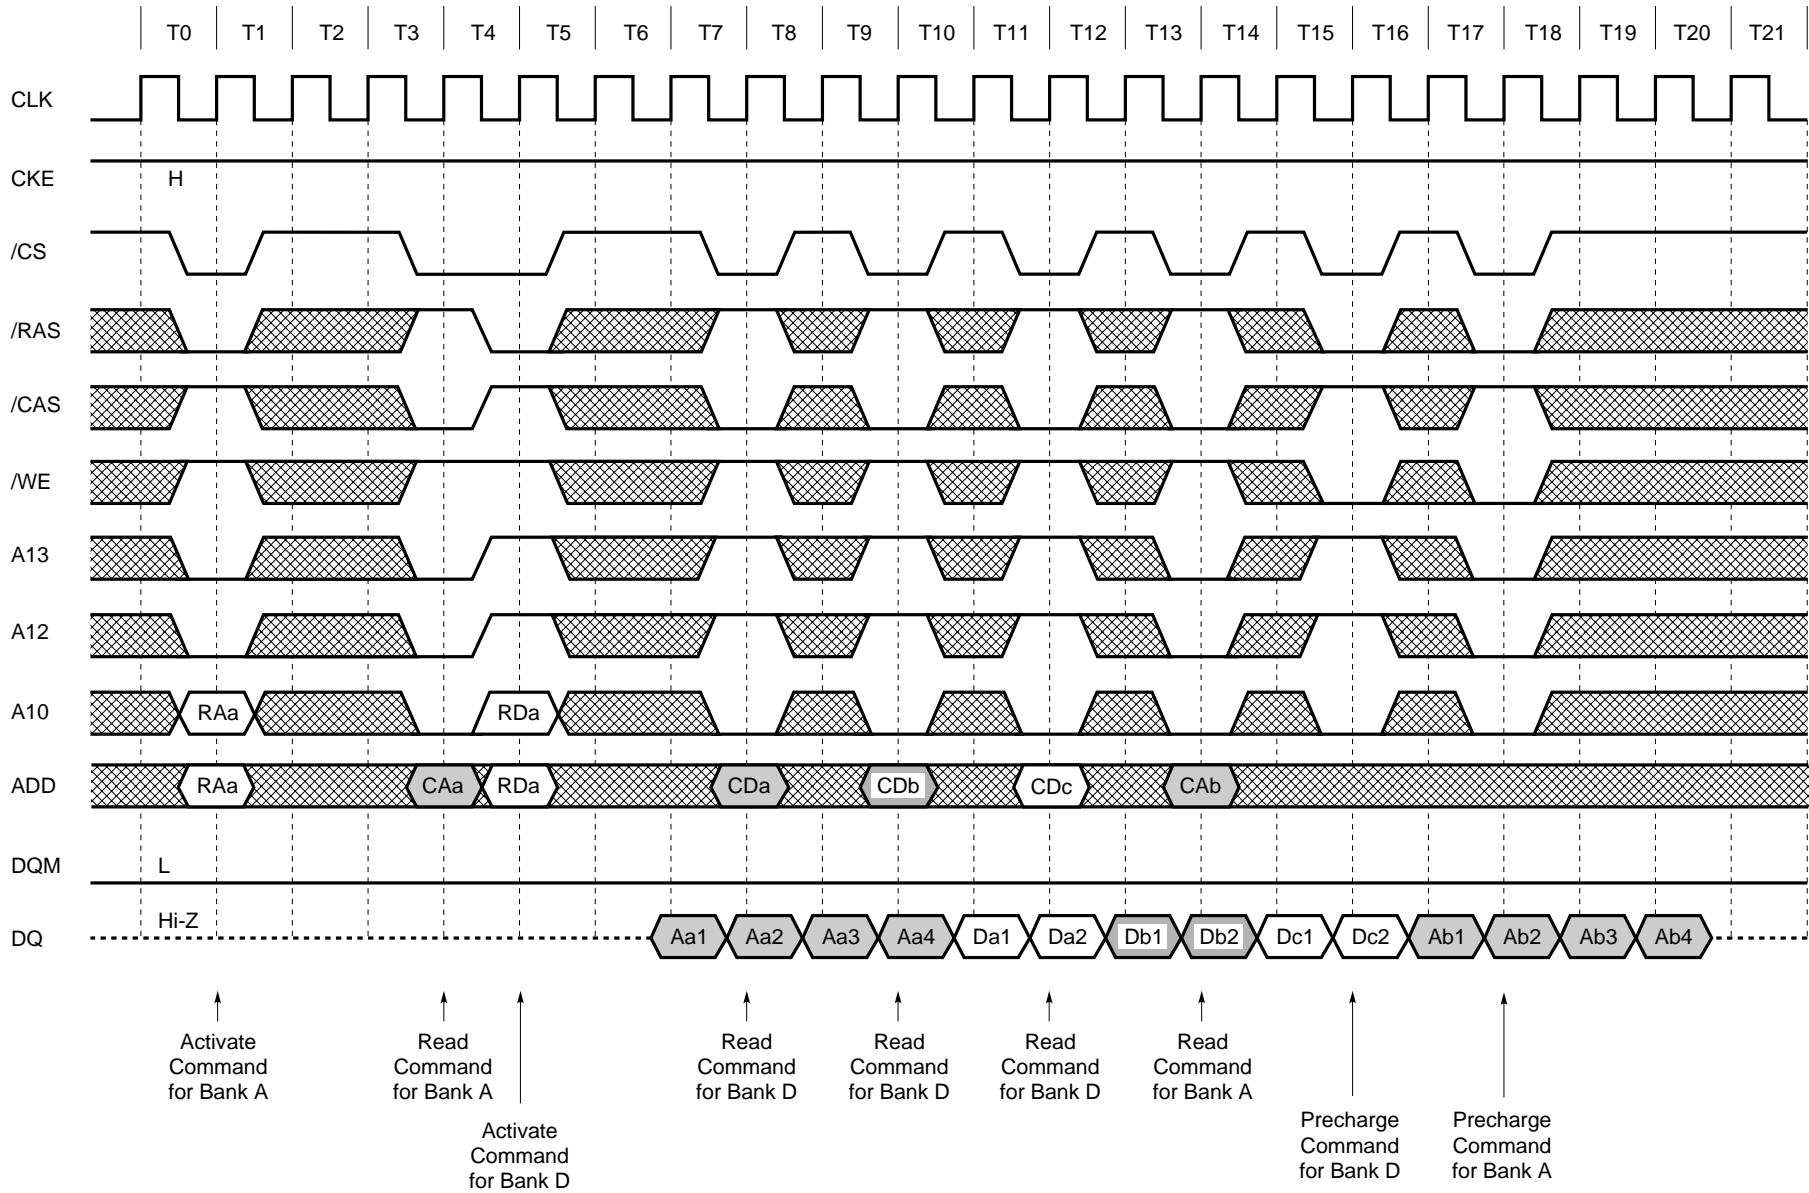 T0 T1 T2 T3 T4 T5 T6 T7 T8 T9 T10 T11 T12 T13 T14 T15 T16 T17 T18 T19 T20 T21
CLK
CKE H
/CS
/RAS
/CAS
/WE
A13
A12
A10 RAa RDa
ADD RAa CAa RDa CDa CDb CDc CAb
DQM L
Hi-Z
DQ Aa1 Aa2 Aa3 Aa4 Da1 Da2 Db1 Db2 Dc1 Dc2 Ab1 Ab2 Ab3 Ab4
Activate
Command
for Bank A
Read
Command
for Bank A
Activate
Command
for Bank D
Read
Command
for Bank D
Read
Command
for Bank D
Read
Command
for Bank D
Read
Command
for Bank A
Precharge
Command
for Bank D
Precharge
Command
for Bank A